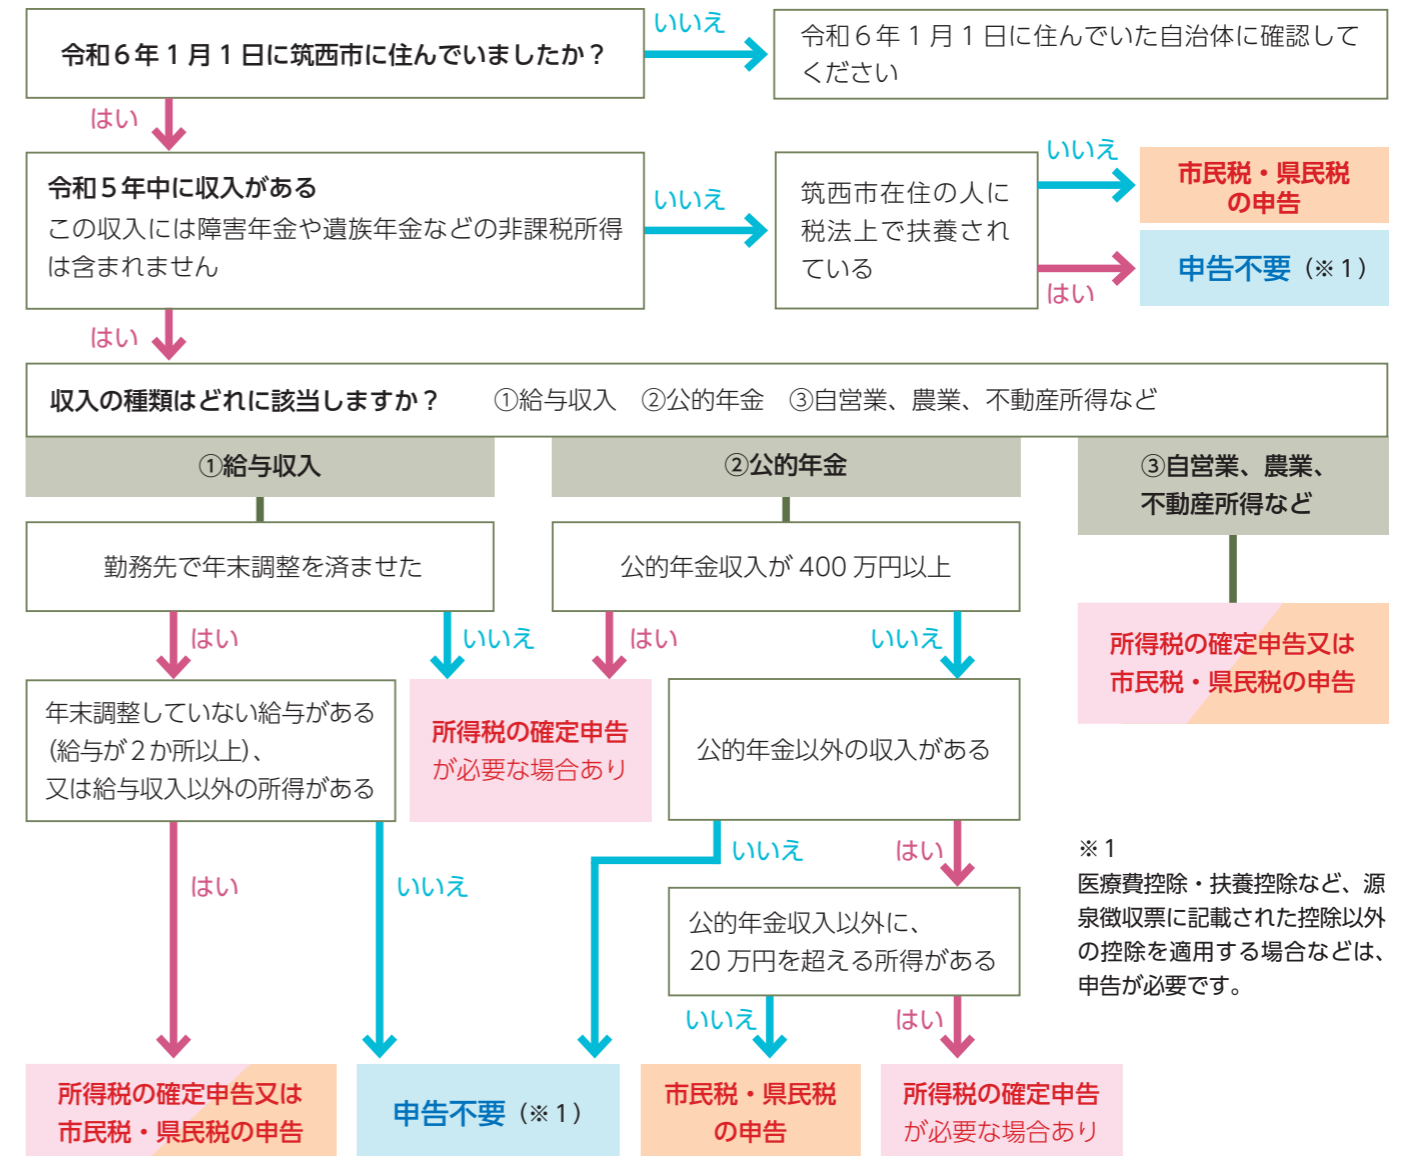 令和６年１月１日に筑西市に住んでいましたか？
いいえ
令和６年１月１日に住んでいた自治体に確認して
ください
はい
令和５年中に収入がある
この収入には障害年金や遺族年金などの非課税所得
は含まれません
いいえ
筑西市在住の人に
税法上で扶養され
ている
いいえ
市民税・県民税
の申告
はい
申告不要（※１）
はい
収入の種類はどれに該当しますか？　①給与収入　②公的年金　③自営業、農業、不動産所得など
①給与収入
勤務先で年末調整を済ませた
はい
いいえ
年末調整していない給与がある
（給与が２か所以上）、
又は給与収入以外の所得がある
はい
いいえ
②公的年金
公的年金収入が 400 万円以上
はい
いいえ
所得税の確定申告
が必要な場合あり
公的年金以外の収入がある
いいえ
はい
公的年金収入以外に、
20 万円を超える所得がある
いいえ
はい
③自営業、農業、
不動産所得など
所得税の確定申告又は
市民税・県民税の申告
※１
医療費控除・扶養控除など、源
泉徴収票に記載された控除以外
の控除を適用する場合などは、
申告が必要です。
所得税の確定申告又は
市民税・県民税の申告
申告不要（※１）
市民税・県民税
の申告
所得税の確定申告
が必要な場合あり